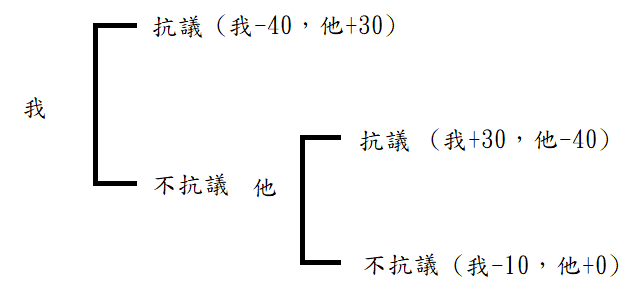 抗議(我-40,他+30)
我
抗議 (我+30,他-40)
不抗議 他
不抗議(我-10,他+0)